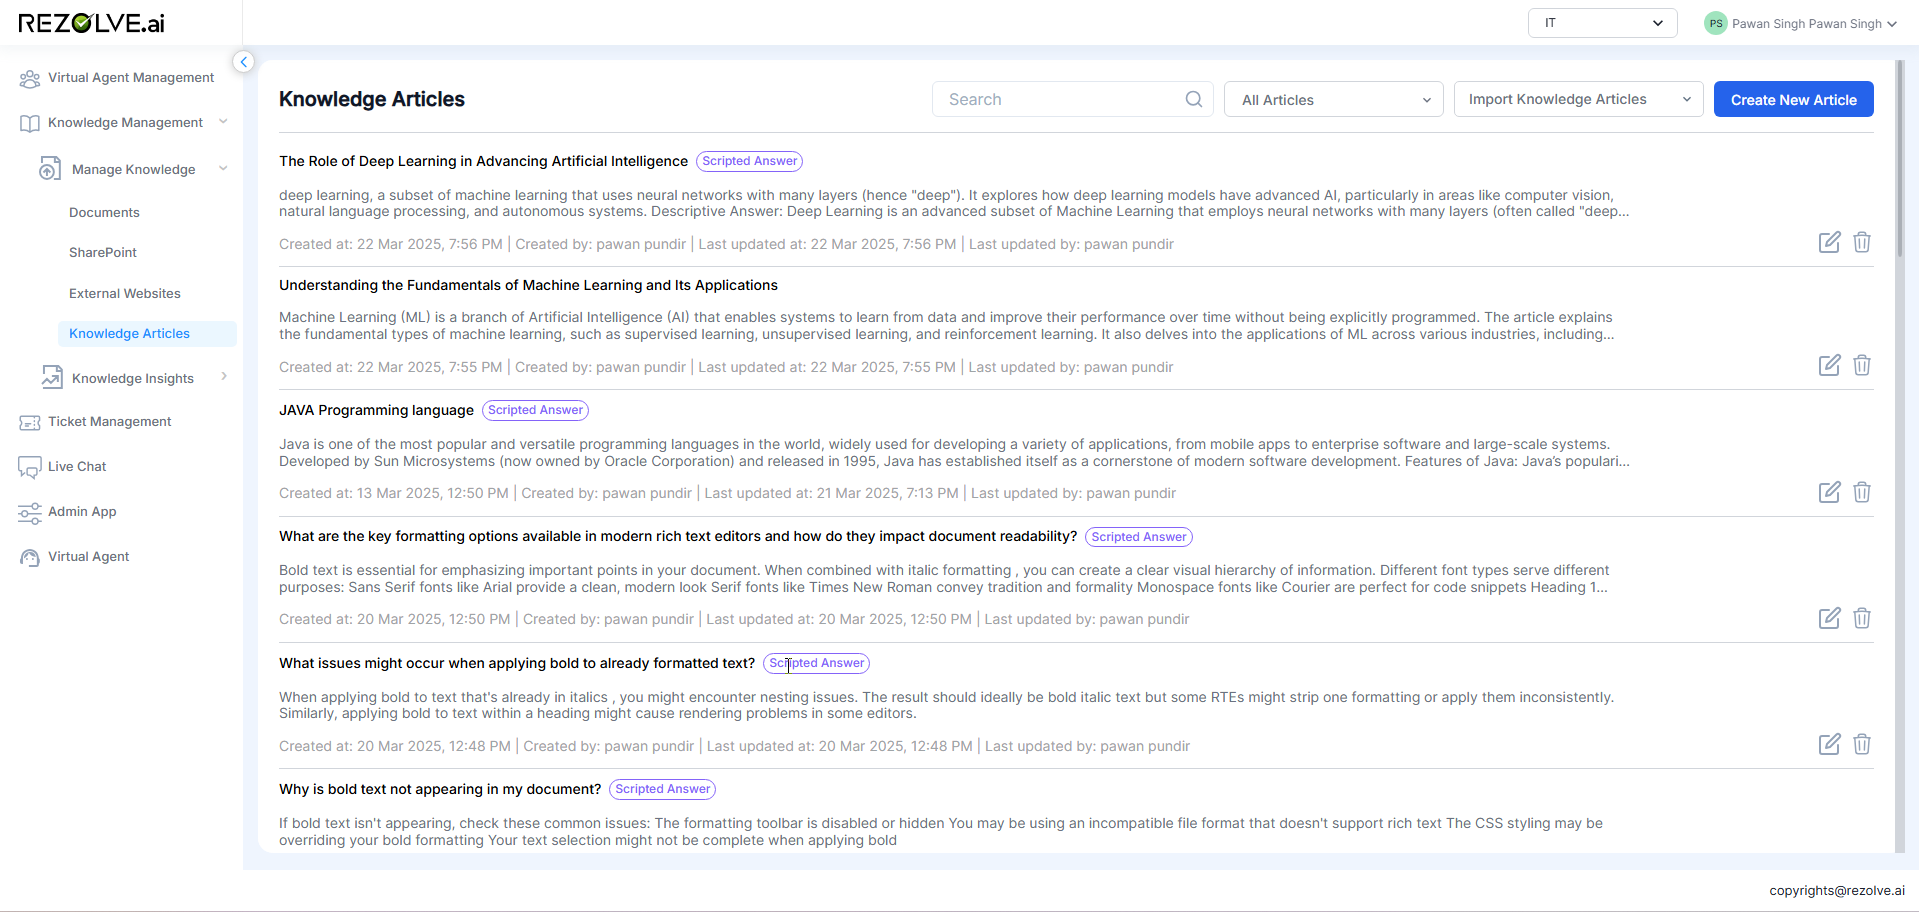 REZOLVE.ai
IT
PS Pawan Singh Pawan Singh
Virtual Agent Management
Knowledge Management
Manage Knowledge
Documents
SharePoint
External Websites
Knowledge Articles
Knowledge Insights
Ticket Management
Live Chat
Admin App
Virtual Agent
Knowledge Articles
Search
All Articles
Import Knowledge Articles
Create New Article
The Role of Deep Learning in Advancing Artificial Intelligence Scripted Answer
deep learning, a subset of machine learning that uses neural networks with many layers (hence "deep"). It explores how deep learning models have advanced AI, particularly in areas like computer vision,
natural language processing, and autonomous systems. Descriptive Answer: Deep Learning is an advanced subset of Machine Learning that employs neural networks with many layers (often called "deep...
Created at: 22 Mar 2025, 7:56 PM | Created by: pawan pundir | Last updated at: 22 Mar 2025, 7:56 PM | Last updated by: pawan pundir
Understanding the Fundamentals of Machine Learning and Its Applications
Machine Learning (ML) is a branch of Artificial Intelligence (AI) that enables systems to learn from data and improve their performance over time without being explicitly programmed. The article explains
the fundamental types of machine learning, such as supervised learning, unsupervised learning, and reinforcement learning. It also delves into the applications of ML across various industries, including...
Created at: 22 Mar 2025, 7:55 PM | Created by: pawan pundir | Last updated at: 22 Mar 2025, 7:55 PM | Last updated by: pawan pundir
JAVA Programming language Scripted Answer
Java is one of the most popular and versatile programming languages in the world, widely used for developing a variety of applications, from mobile apps to enterprise software and large-scale systems.
Developed by Sun Microsystems (now owned by Oracle Corporation) and released in 1995, Java has established itself as a cornerstone of modern software development. Features of Java: Java's populari...
Created at: 13 Mar 2025, 12:50 PM | Created by: pawan pundir | Last updated at: 21 Mar 2025, 7:13 PM | Last updated by: pawan pundir
What are the key formatting options available in modern rich text editors and how do they impact document readability? Scripted Answer
Bold text is essential for emphasizing important points in your document. When combined with italic formatting , you can create a clear visual hierarchy of information. Different font types serve different
purposes: Sans Serif fonts like Arial provide a clean, modern look Serif fonts like Times New Roman convey tradition and formality Monospace fonts like Courier are perfect for code snippets Heading 1...
Created at: 20 Mar 2025, 12:50 PM | Created by: pawan pundir | Last updated at: 20 Mar 2025, 12:50 PM | Last updated by: pawan pundir
What issues might occur when applying bold to already formatted text? Scripted Answer
When applying bold to text that's already in italics , you might encounter nesting issues. The result should ideally be bold italic text but some RTEs might strip one formatting or apply them inconsistently.
Similarly, applying bold to text within a heading might cause rendering problems in some editors.
Created at: 20 Mar 2025, 12:48 PM | Created by: pawan pundir | Last updated at: 20 Mar 2025, 12:48 PM | Last updated by: pawan pundir
Why is bold text not appearing in my document? Scripted Answer
If bold text isn't appearing, check these common issues: The formatting toolbar is disabled or hidden You may be using an incompatible file format that doesn't support rich text The CSS styling may be
overriding your bold formatting Your text selection might not be complete when applying bold
copyrights@rezolve.ai